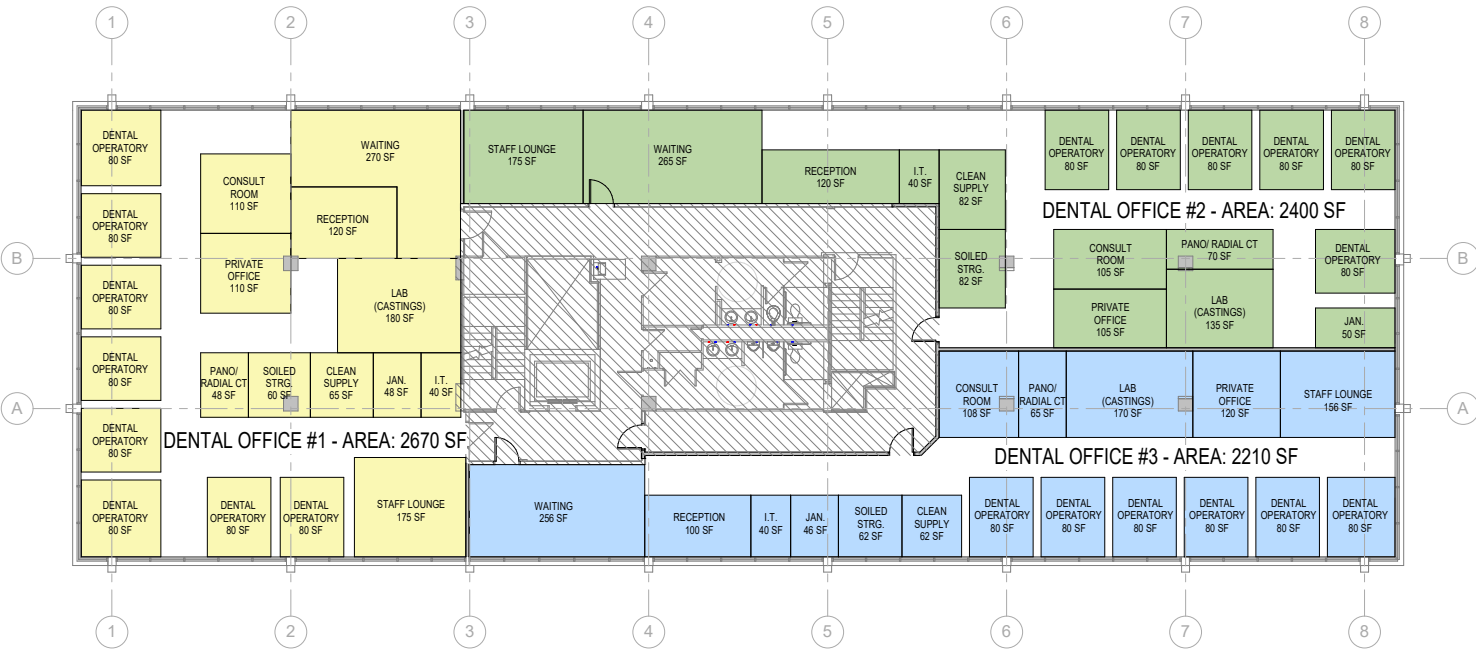 1 2 3 4 5 6 7 8
DENTAL
OPERATORY
80 SF
DENTAL
OPERATORY
80 SF
DENTAL
OPERATORY
80 SF
DENTAL
OPERATORY
80 SF
DENTAL
OPERATORY
80 SF
DENTAL
OPERATORY
80 SF
CONSULT
ROOM
110 SF
PRIVATE
OFFICE
110 SF
WAITING
270 SF
RECEPTION
120 SF
LAB
(CASTINGS)
180 SF
PANO/
RADIAL CT
48 SF
SOILED
STRG.
60 SF
CLEAN
SUPPLY
65 SF
JAN.
48 SF
I.T.
40 SF
DENTAL OFFICE #1 - AREA: 2670 SF
DENTAL
OPERATORY
80 SF
DENTAL
OPERATORY
80 SF
STAFF LOUNGE
175 SF
STAFF LOUNGE
175 SF
WAITING
265 SF
RECEPTION
120 SF
I.T.
40 SF
CLEAN
SUPPLY
82 SF
SOILED
STRG.
82 SF
DENTAL
OPERATORY
80 SF
DENTAL
OPERATORY
80 SF
DENTAL
OPERATORY
80 SF
DENTAL
OPERATORY
80 SF
DENTAL
OPERATORY
80 SF
DENTAL OFFICE #2 - AREA: 2400 SF
CONSULT
ROOM
105 SF
PANO/ RADIAL CT
70 SF
DENTAL
OPERATORY
80 SF
PRIVATE
OFFICE
105 SF
LAB
(CASTINGS)
135 SF
JAN.
50 SF
CONSULT
ROOM
108 SF
PANO/
RADIAL CT
65 SF
LAB
(CASTINGS)
170 SF
PRIVATE
OFFICE
120 SF
STAFF LOUNGE
156 SF
DENTAL OFFICE #3 - AREA: 2210 SF
WAITING
256 SF
RECEPTION
100 SF
I.T.
40 SF
JAN.
46 SF
SOILED
STRG.
62 SF
CLEAN
SUPPLY
62 SF
DENTAL
OPERATORY
80 SF
DENTAL
OPERATORY
80 SF
DENTAL
OPERATORY
80 SF
DENTAL
OPERATORY
80 SF
DENTAL
OPERATORY
80 SF
DENTAL
OPERATORY
80 SF
B B
A A
1 2 3 4 5 6 7 8